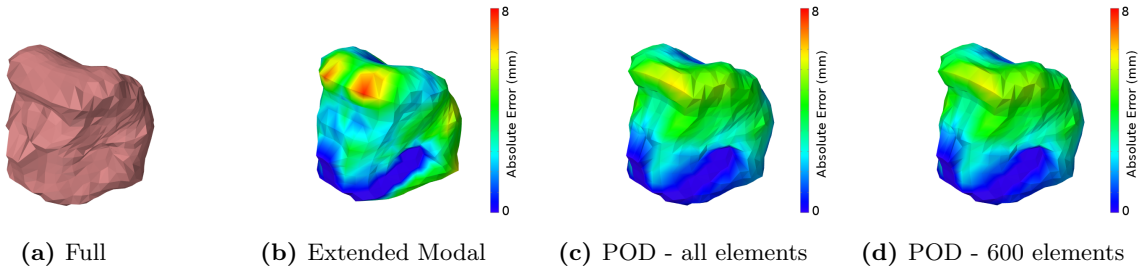 8
Absolute Error (mm)
0
8
Absolute Error (mm)
0
8
Absolute Error (mm)
0
(a) Full
(b) Extended Modal
(c) POD - all elements
(d) POD - 600 elements